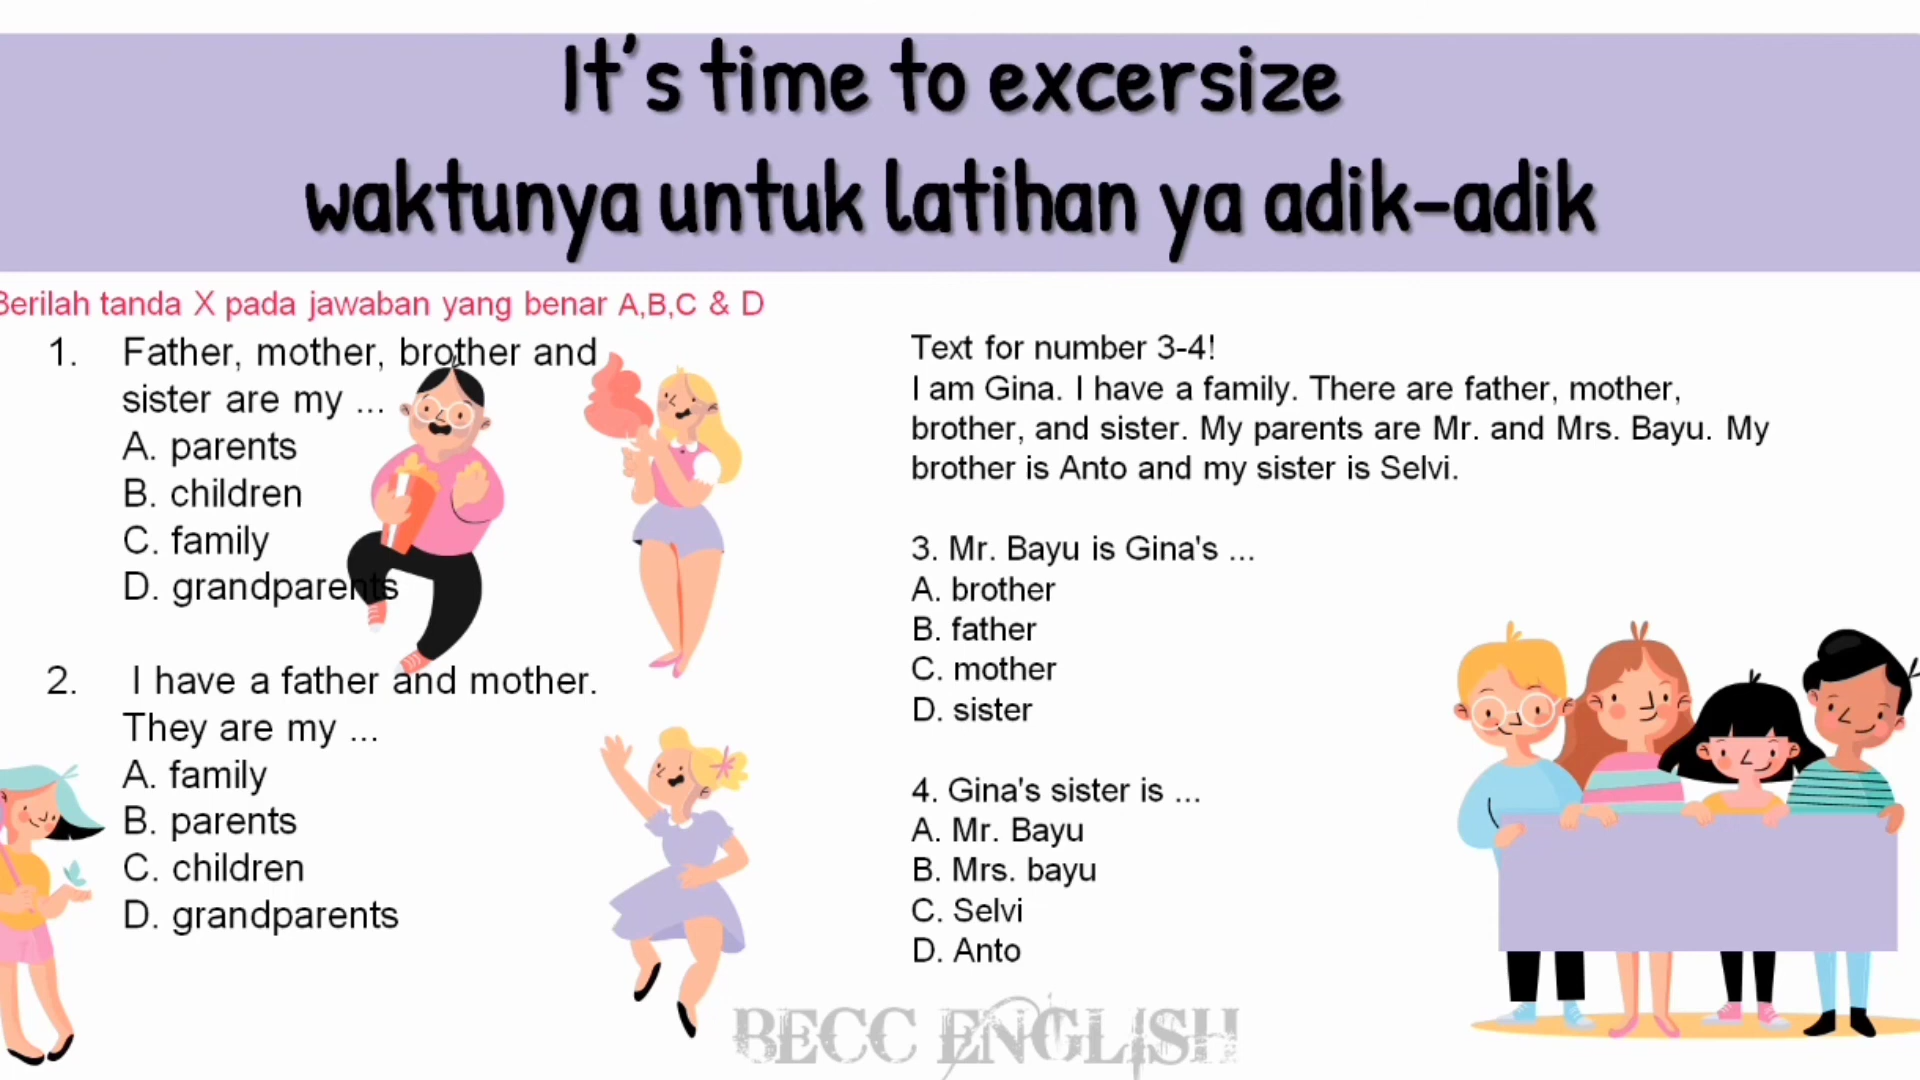 It's time to excersize
waktunya untuk latihan ya adik-adik
Berilah tanda X pada jawaban yang benar A,B,C & D
1. Father, mother, brother and
sister are my ...
A. parents
B. children
C. family
D. grandparents
2. I have a father and mother.
They are my ...
A. family
B. parents
C. children
D. grandparents
Text for number 3-4!
I am Gina. I have a family. There are father, mother,
brother, and sister. My parents are Mr. and Mrs. Bayu. My
brother is Anto and my sister is Selvi.
3. Mr. Bayu is Gina's ...
A. brother
B. father
C. mother
D. sister
4. Gina's sister is ...
A. Mr. Bayu
B. Mrs. bayu
C. Selvi
D. Anto
BECC ENGLISH